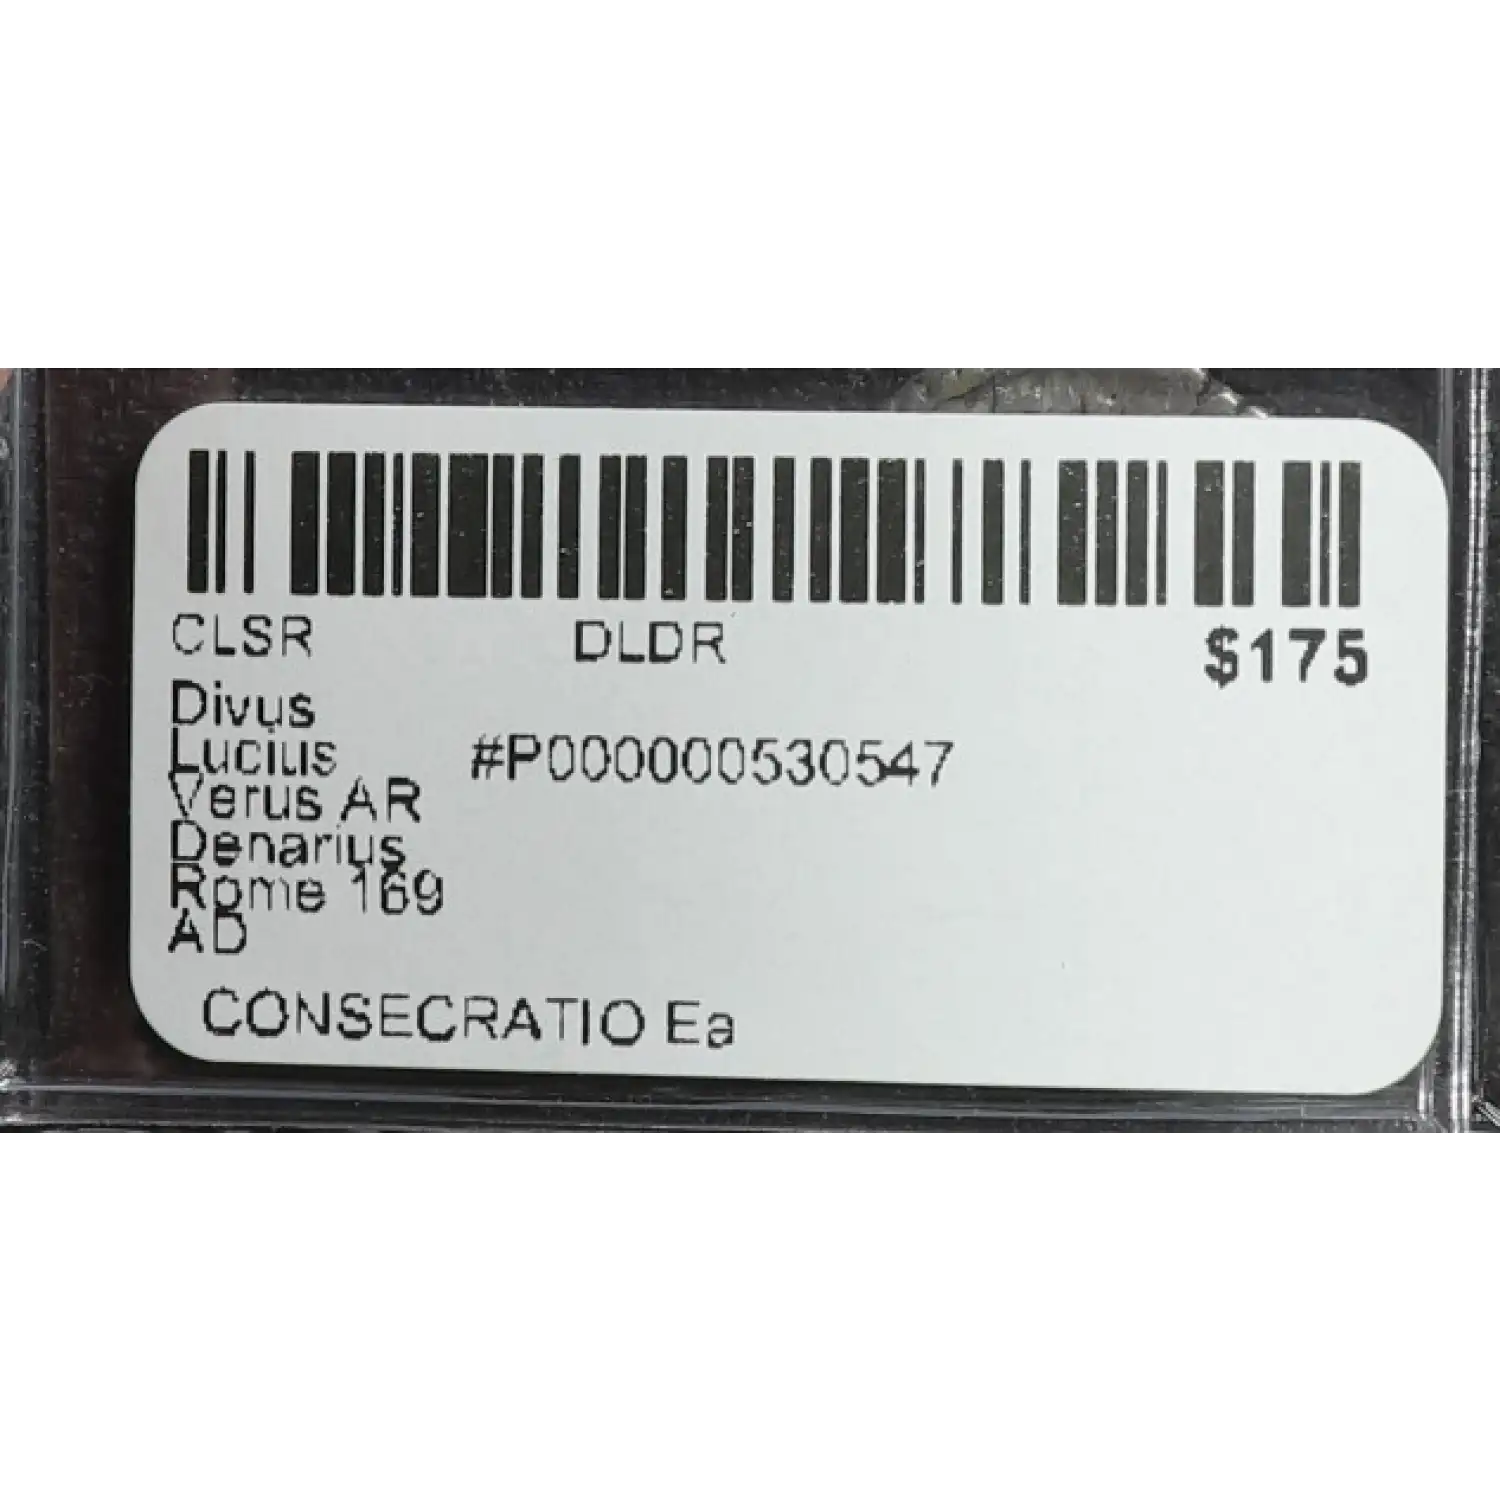 CLSR DLDR $175
Divus
Lucius #P000000530547
Verus AR
Denarius
Rome 169
AD
CONSECRATIO Ea